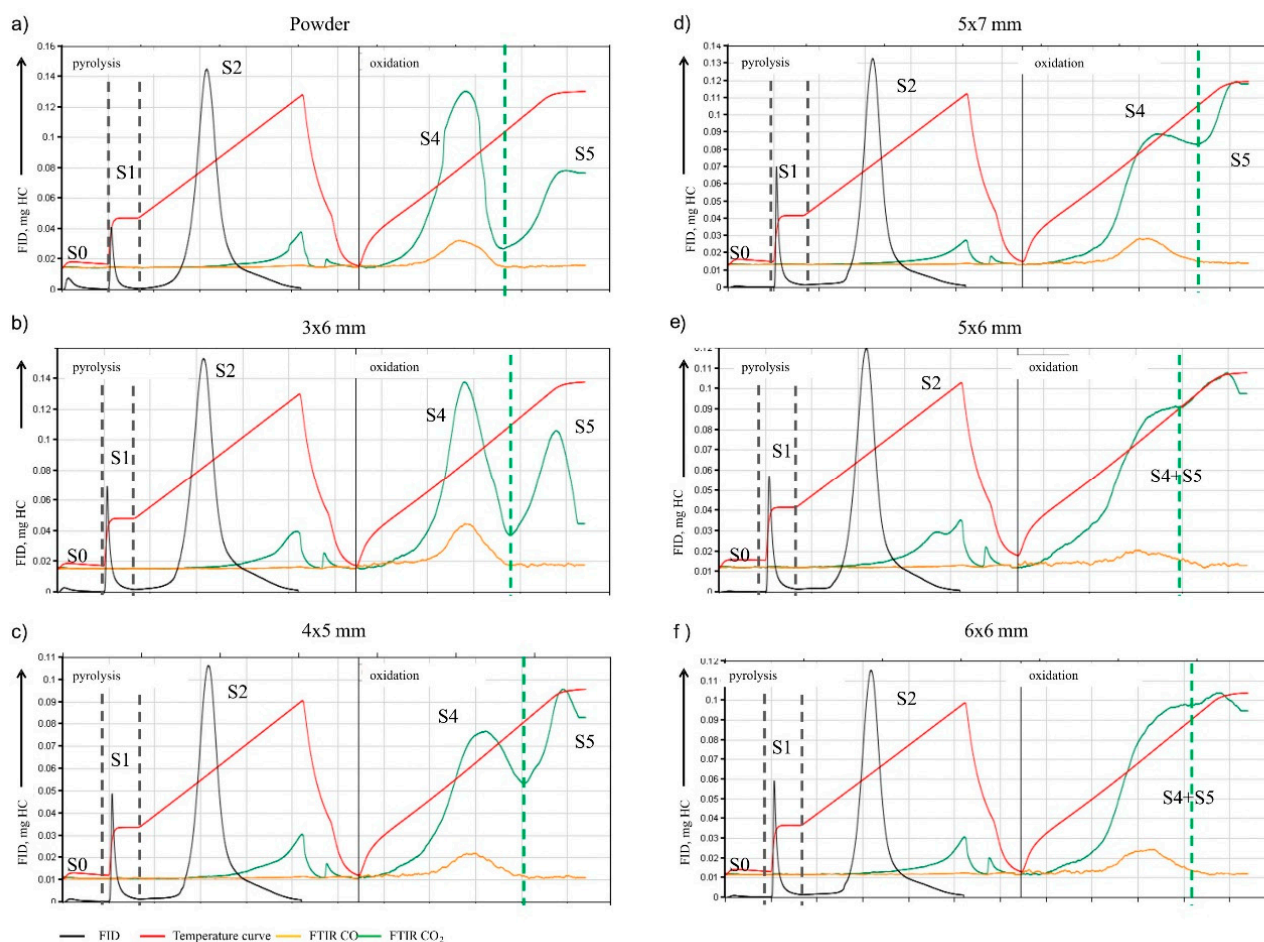 a) Powder
0.16
pyrolysis
oxidation
0.14
S2
0.12
0.10
S4
0.08
FID, mg HC
0.06
S1
S5
0.04
S0
0.02
0
b) 3x6 mm
pyrolysis
oxidation
0.14
S2
0.12
S4
S5
0.1
0.08
FID, mg HC
S1
0.06
0.04
S0
0.02
0
c) 4x5 mm
0.11
pyrolysis
oxidation
0.1
S2
0.09
S4
0.08
0.07
S5
FID, mg HC
0.06
S1
0.05
0.04
0.03
0.02
S0
0.01
0
d) 5x7 mm
0.14
pyrolysis
oxidation
0.13
S2
0.12
0.11
0.10
S4
0.09
0.08
FID, mg HC
0.07
S1
S5
0.06
0.05
0.04
0.03
S0
0.02
0.01
0
e) 5x6 mm
0.12
pyrolysis
oxidation
0.11
S2
0.1
0.09
0.08
0.07
FID, mg HC
S1
S4+S5
0.06
0.05
0.04
0.03
0.02
S0
0.01
0
f) 6x6 mm
0.12
pyrolysis
oxidation
0.11
S2
0.1
0.09
0.08
FID, mg HC
0.07
S1
0.06
S4+S5
0.05
0.04
0.03
0.02
S0
0.01
0
FID Temperature curve FTIR CO FTIR CO₂